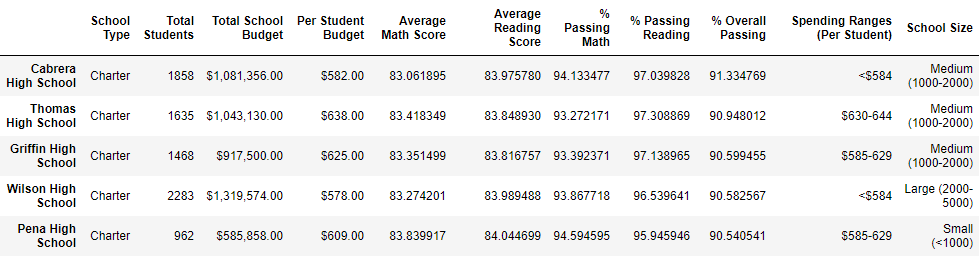 School Type Total Students Total School Budget Per Student Budget Average Math Score Average Reading Score % Passing Math % Passing Reading % Overall Passing Spending Ranges (Per Student) School Size
Cabrera High School Charter 1858 $1,081,356.00 $582.00 83.061895 83.975780 94.133477 97.039828 91.334769 <$584 Medium (1000-2000)
Thomas High School Charter 1635 $1,043,130.00 $638.00 83.418349 83.848930 93.272171 97.308869 90.948012 $630-644 Medium (1000-2000)
Griffin High School Charter 1468 $917,500.00 $625.00 83.351499 83.816757 93.392371 97.138965 90.599455 $585-629 Medium (1000-2000)
Wilson High School Charter 2283 $1,319,574.00 $578.00 83.274201 83.989488 93.867718 96.539641 90.582567 <$584 Large (2000-5000)
Pena High School Charter 962 $585,858.00 $609.00 83.839917 84.044699 94.594595 95.945946 90.540541 $585-629 Small (<1000)